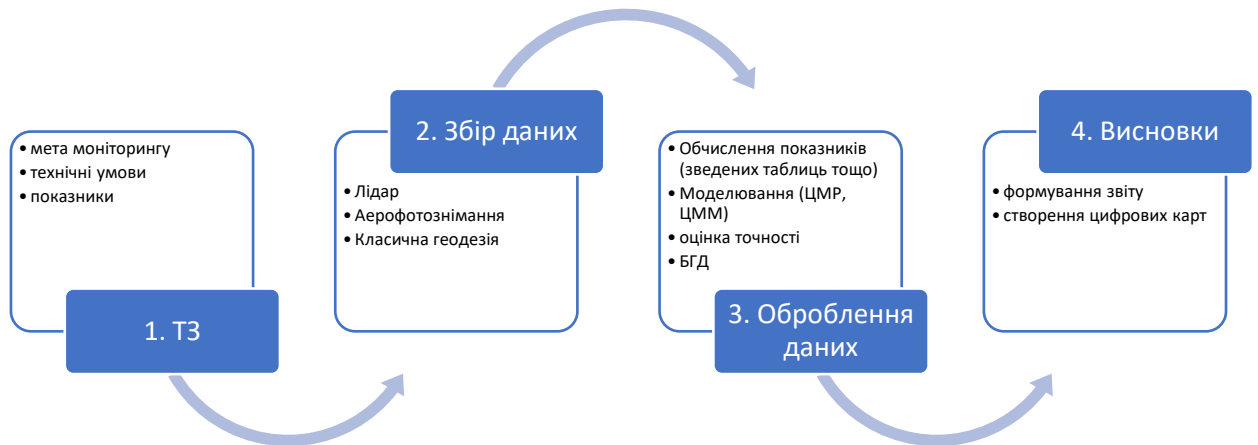 • мета моніторингу
• технічні умови
• показники
1. ТЗ
2. Збір даних
• Лідар
• Аерофотознімання
• Класична геодезія
• Обчислення показників
(зведених таблиць тощо)
• Моделювання (ЦМР,
ЦММ)
• оцінка точності
• БГД
3. Оброблення
даних
4. Висновки
• формування звіту
• створення цифрових карт